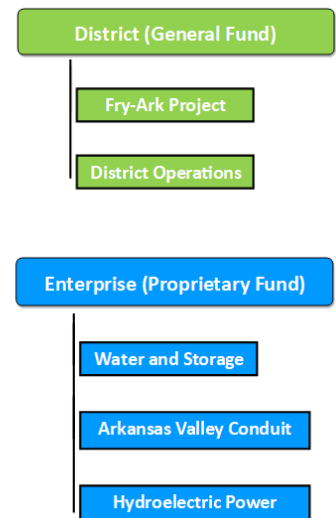 District (General Fund)
Fry-Ark Project
District Operations
Enterprise (Proprietary Fund)
Water and Storage
Arkansas Valley Conduit
Hydroelectric Power